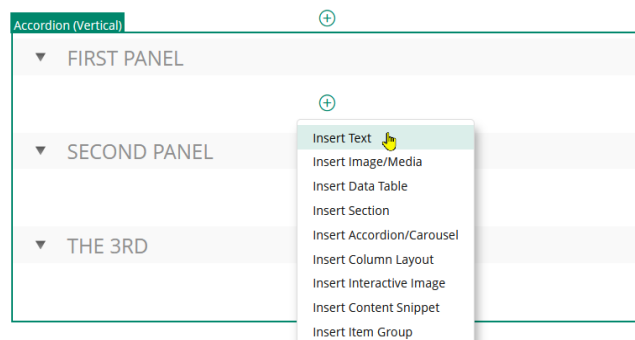 Accordion (Vertical)
FIRST PANEL
Insert Text
SECOND PANEL
Insert Image/Media
Insert Data Table
Insert Section
Insert Accordion/Carousel
THE 3RD
Insert Column Layout
Insert Interactive Image
Insert Content Snippet
Insert Item Group